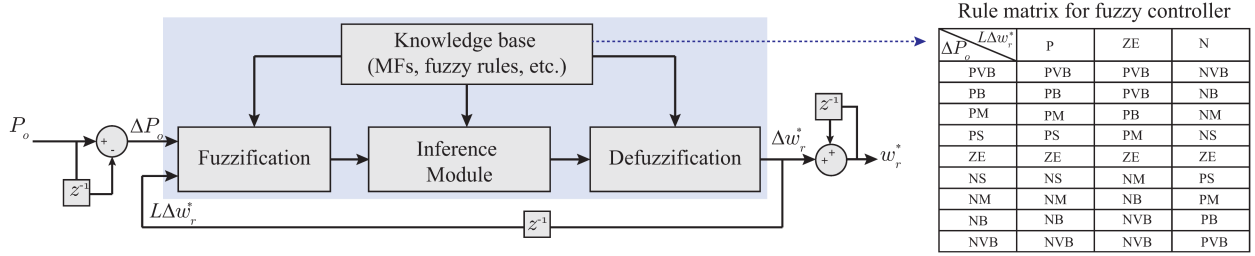 Rule matrix for fuzzy controller
Knowledge base
(MFs, fuzzy rules, etc.)
LΔw_r^*
ΔP_o
P ZE N
PVB PVB PVB NVB
PB PB PVB NB
PM PM PB NM
PS PS PM NS
ZE ZE ZE ZE
NS NS NM PS
NM NM NB PM
NB NB NVB PB
NVB NVB NVB PVB
P_o
+
-
z⁻¹
ΔP_o
Fuzzification
Inference
Module
Defuzzification
Δw_r^*
z⁻¹
+
+
w_r^*
LΔw_r^*
z⁻¹